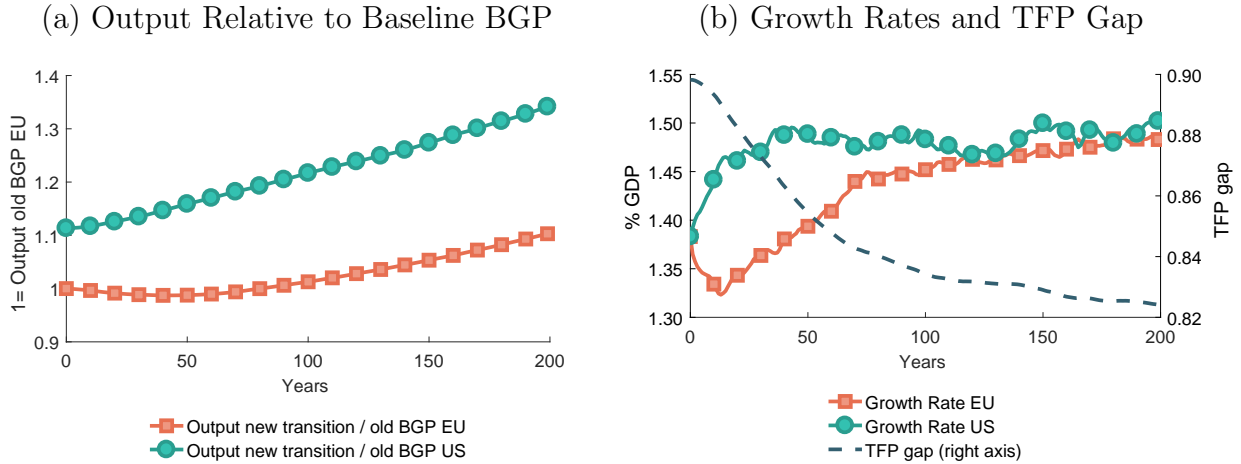 (a) Output Relative to Baseline BGP
1= Output old BGP EU
1.4
1.3
1.2
1.1
1
0.9
0
50
100
150
200
Years
Output new transition / old BGP EU
Output new transition / old BGP US
(b) Growth Rates and TFP Gap
% GDP
1.55
1.50
1.45
1.40
1.35
1.30
0.90
0.88
0.86
0.84
0.82
TFP gap
0
50
100
150
200
Years
Growth Rate EU
Growth Rate US
TFP gap (right axis)